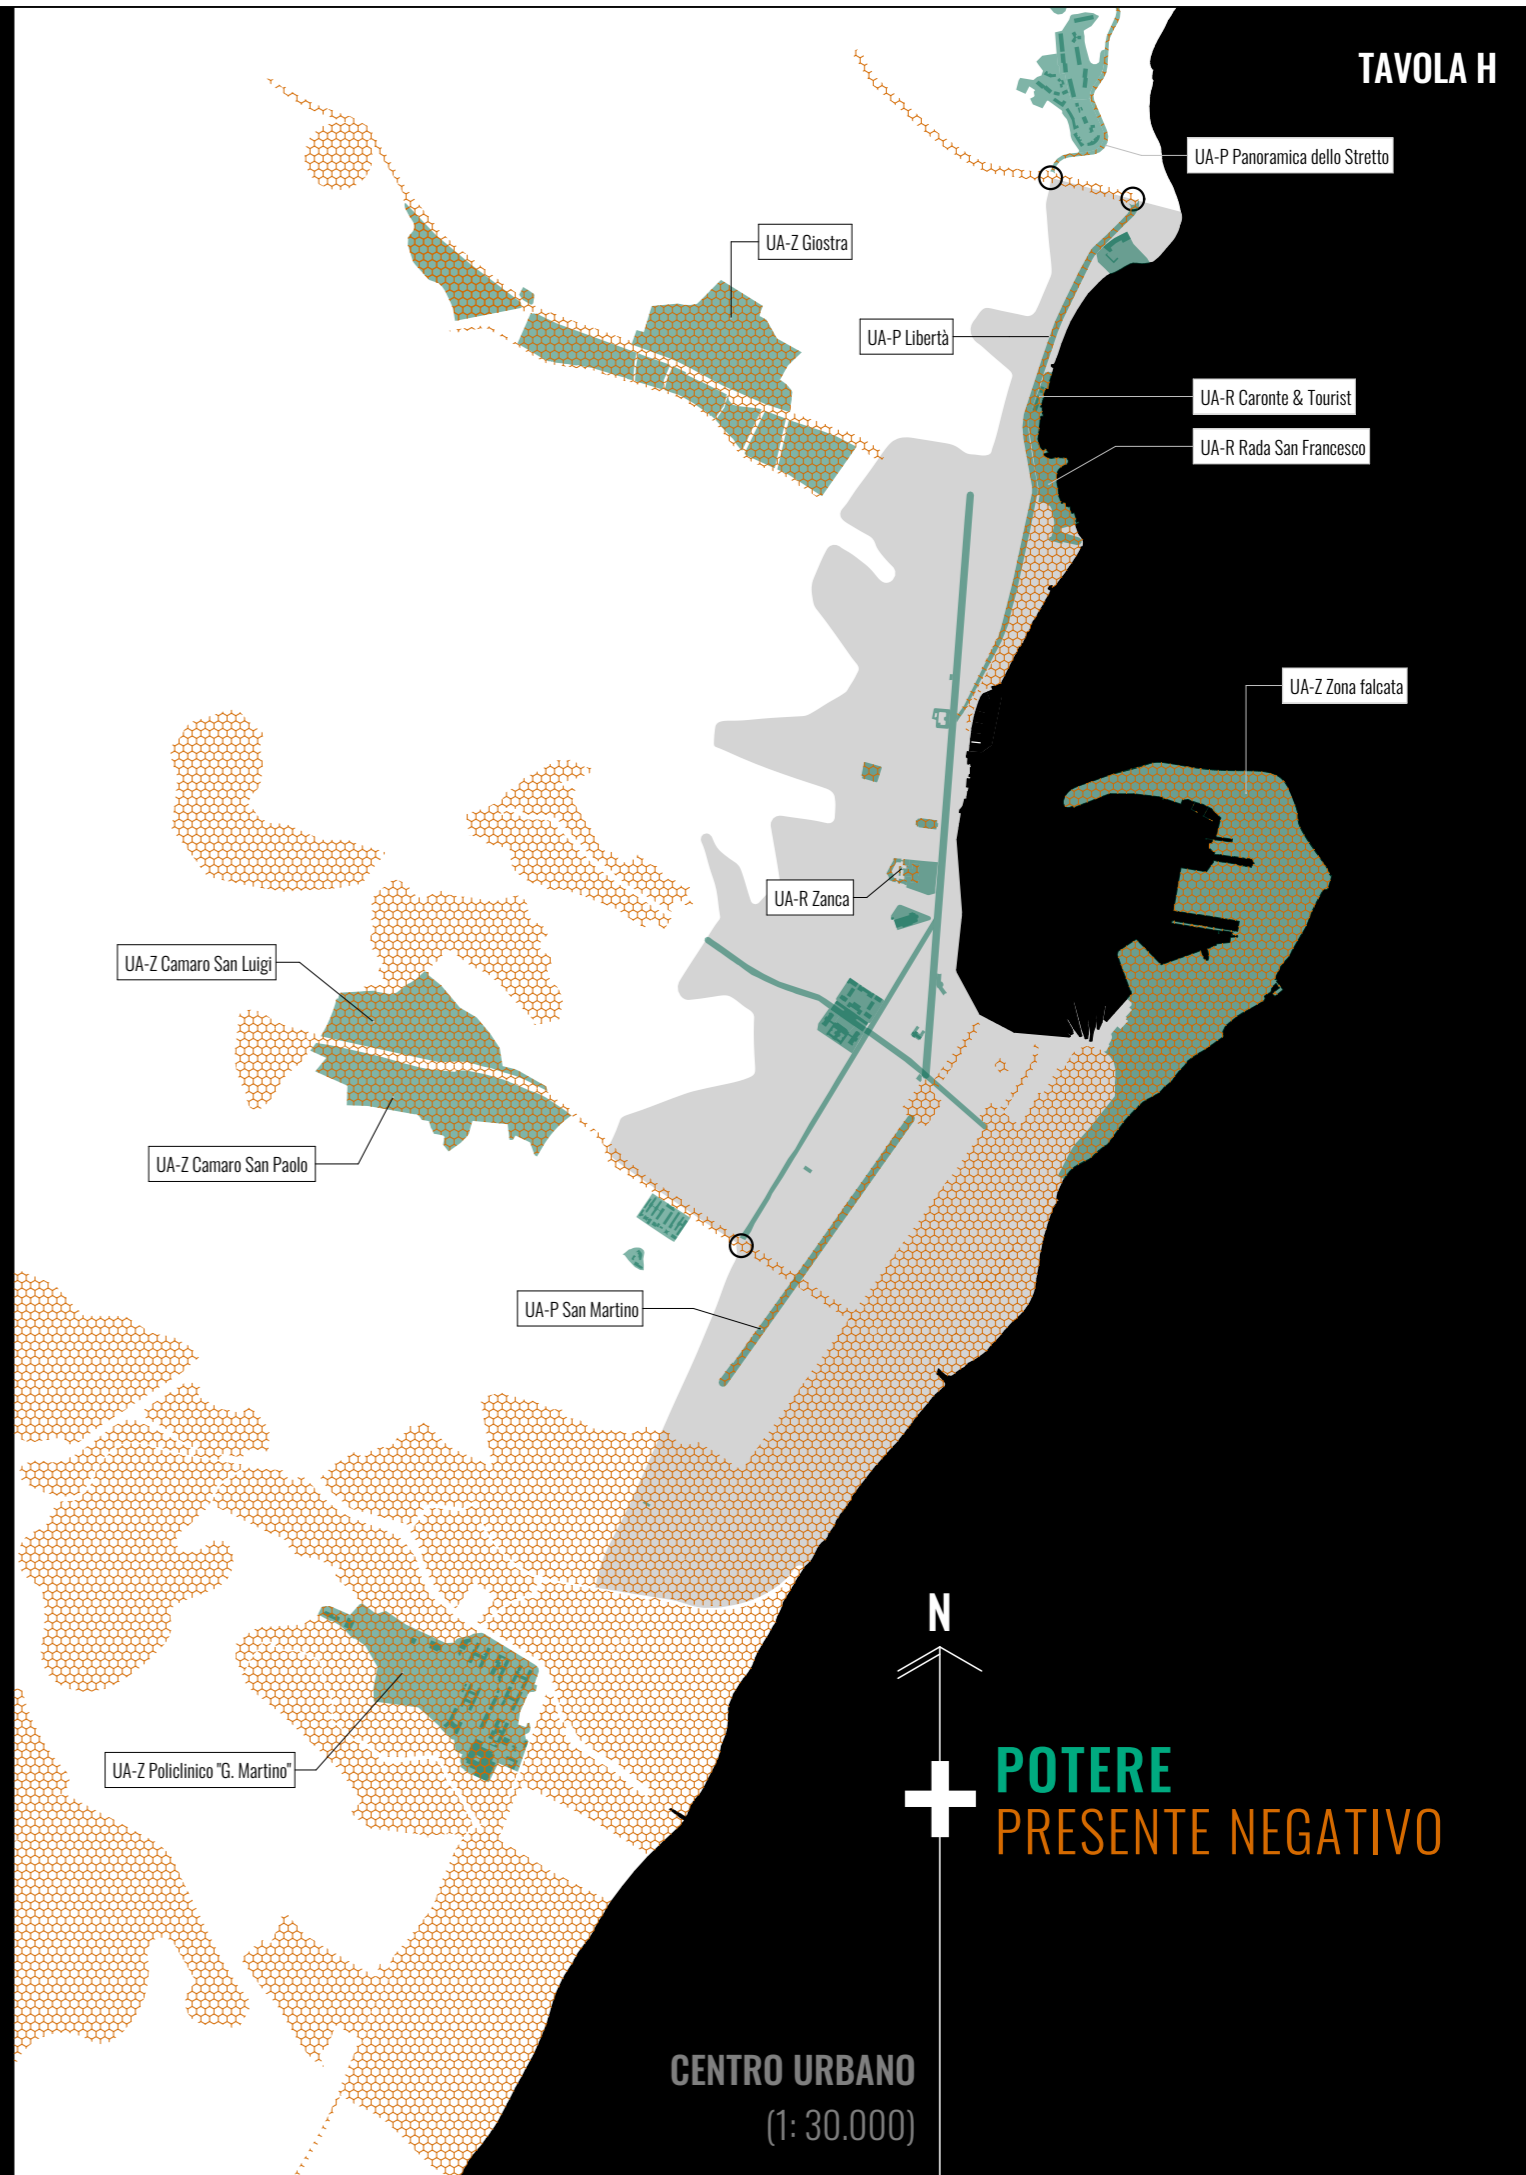 TAVOLA H
UA-P Panoramica dello Stretto
UA-Z Giostra
UA-P Libertà
UA-R Caronte & Tourist
UA-R Rada San Francesco
UA-Z Zona falcata
UA-R Zanca
UA-Z Camaro San Luigi
UA-Z Camaro San Paolo
UA-P San Martino
N
UA-Z Policlinico "G. Martino"
POTERE
PRESENTE NEGATIVO
CENTRO URBANO
(1: 30.000)